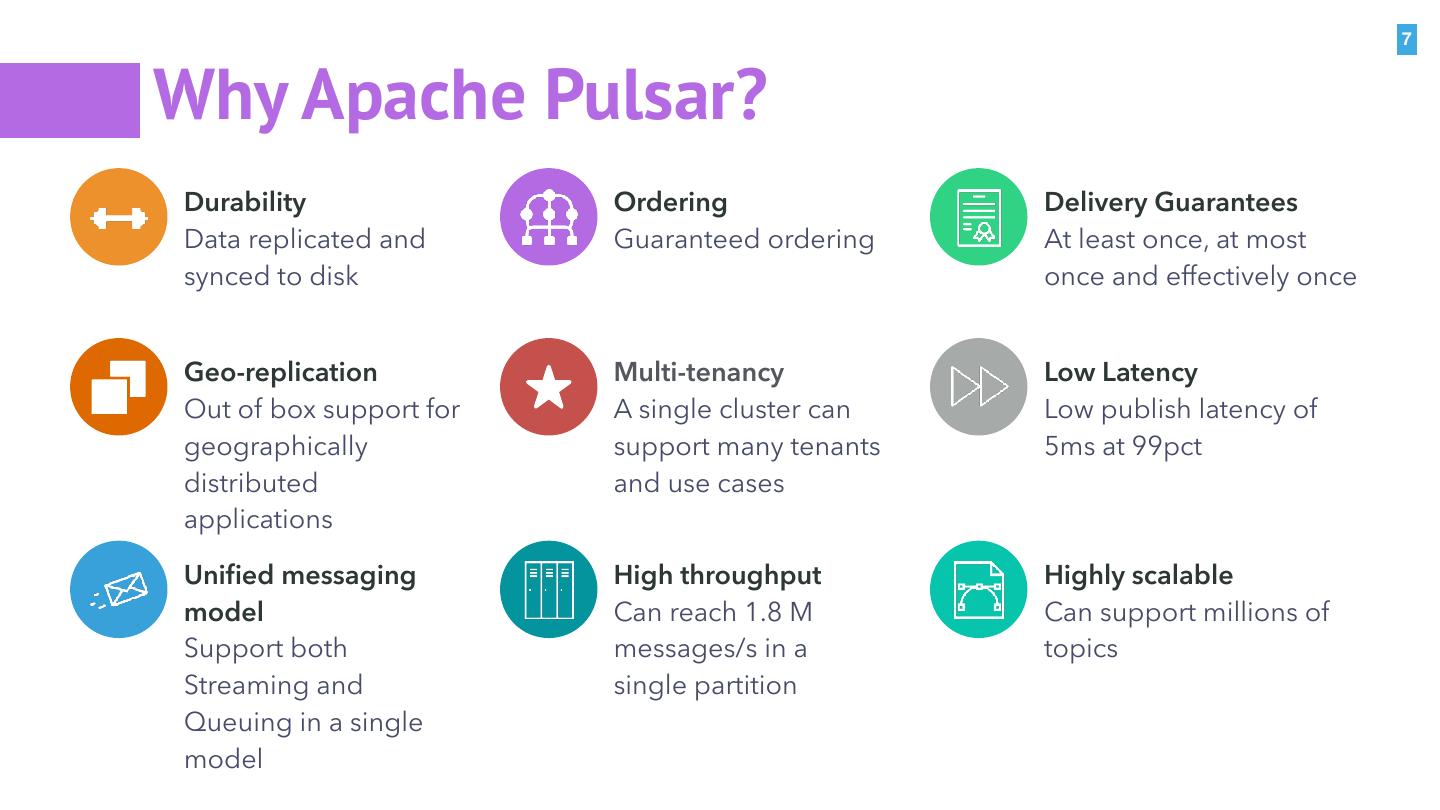 7
Why Apache Pulsar?
Durability
Data replicated and
synced to disk
Ordering
Guaranteed ordering
Delivery Guarantees
At least once, at most
once and effectively once
Geo-replication
Out of box support for
geographically
distributed
applications
Multi-tenancy
A single cluster can
support many tenants
and use cases
Low Latency
Low publish latency of
5ms at 99pct
Unified messaging
model
Support both
Streaming and
Queuing in a single
model
High throughput
Can reach 1.8 M
messages/s in a
single partition
Highly scalable
Can support millions of
topics